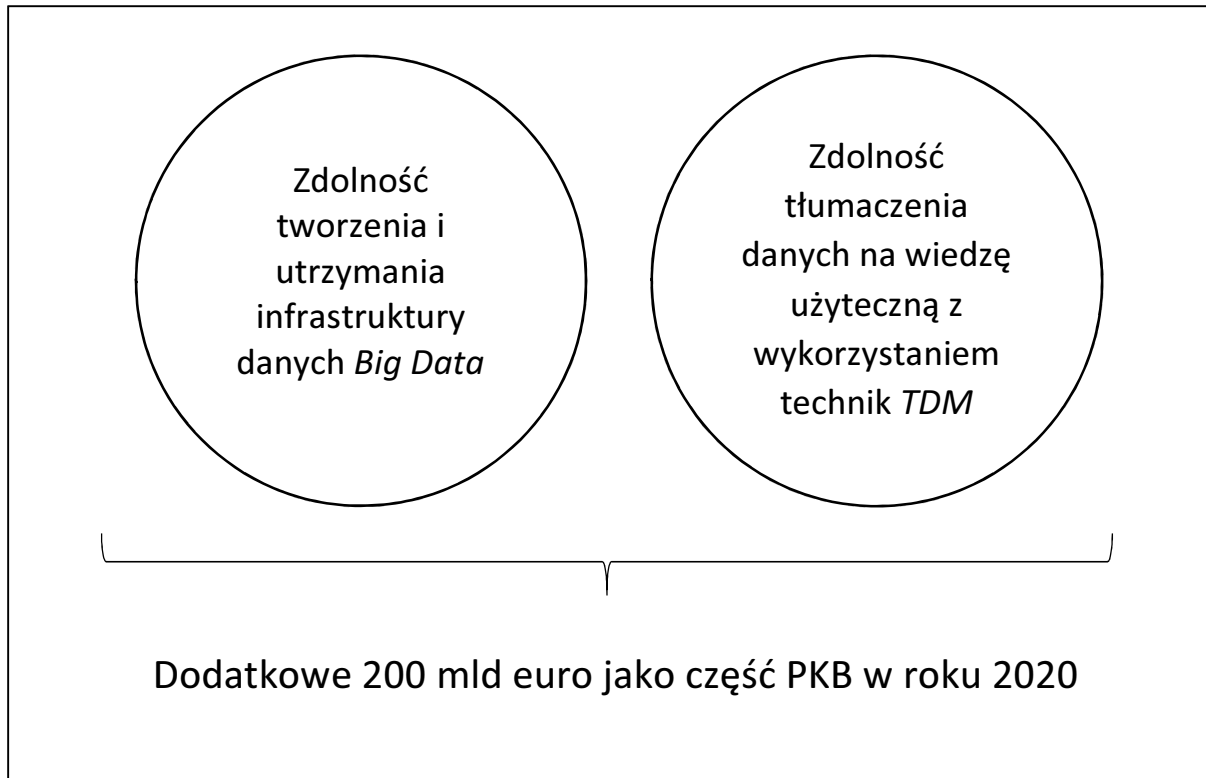 Zdolność
tworzenia i
utrzymania
infrastruktury
danych Big Data
Zdolność
tłumaczenia
danych na wiedzę
użyteczną z
wykorzystaniem
technik TDM
Dodatkowe 200 mld euro jako część PKB w roku 2020